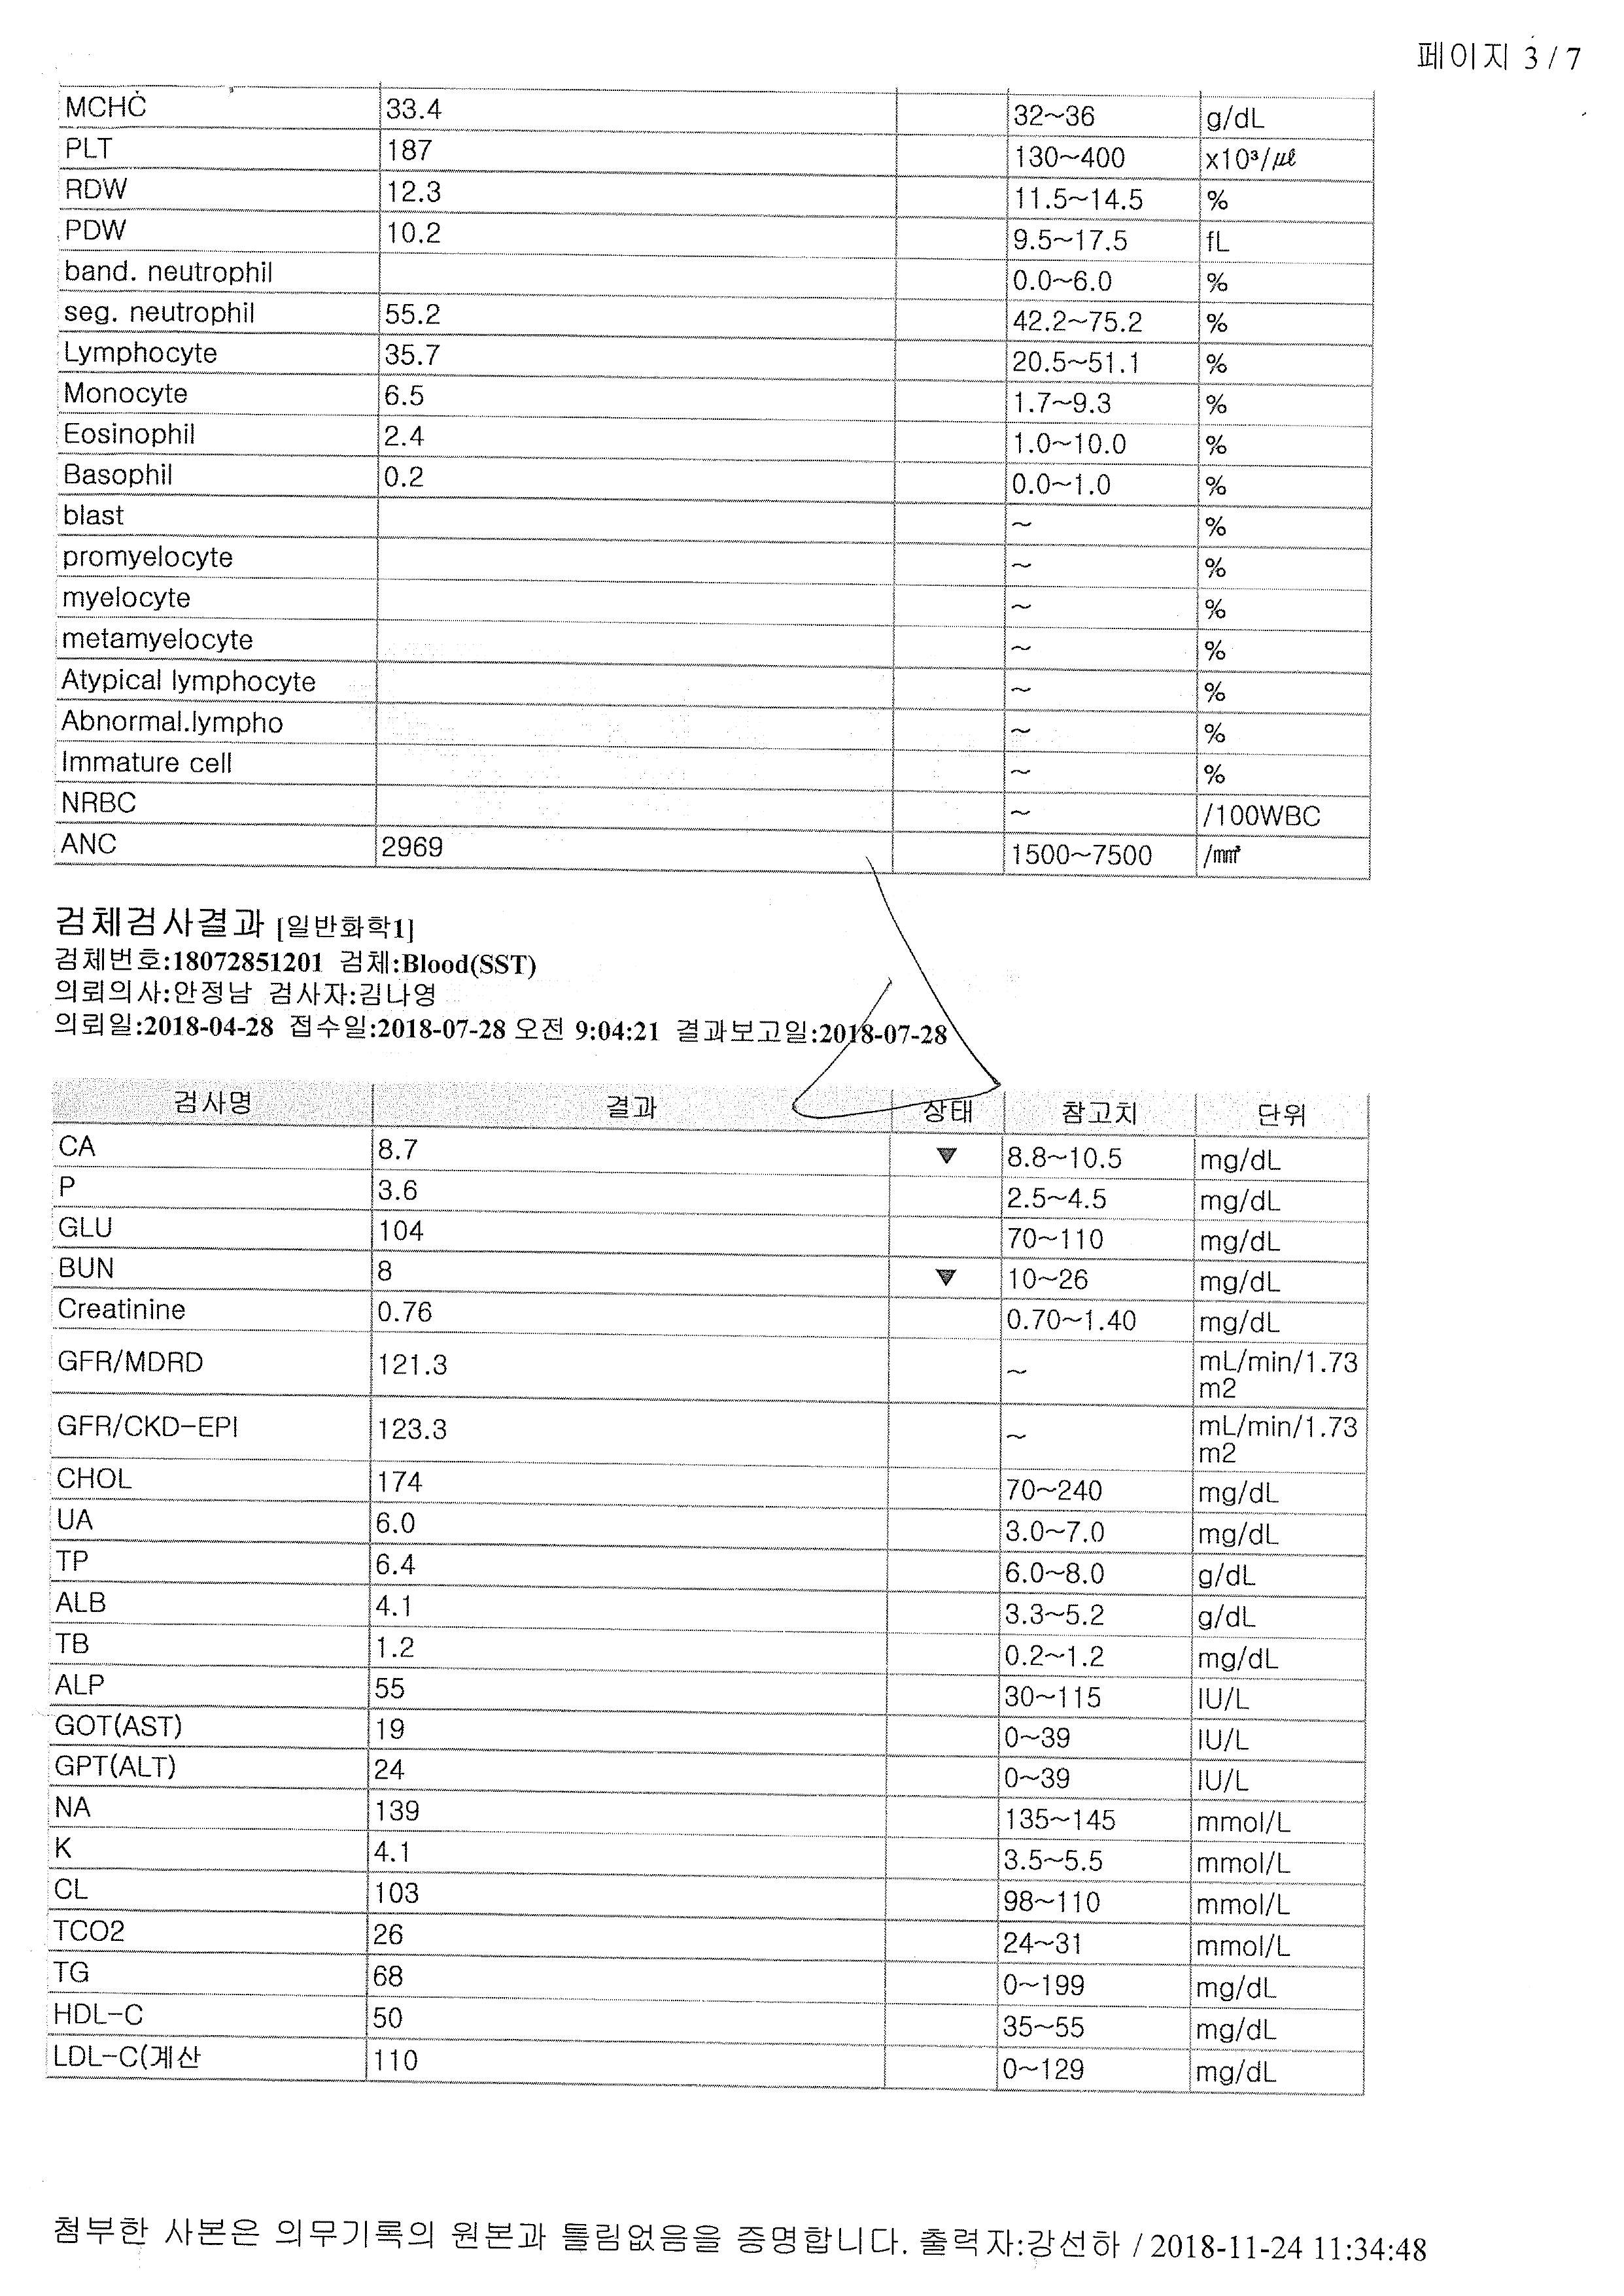 페이지 3 / 7
MCHC 33.4 32~36 g/dL
PLT 187 130~400 x10³/㎕
RDW 12.3 11.5~14.5 %
PDW 10.2 9.5~17.5 fL
band. neutrophil 0.0~6.0 %
seg. neutrophil 55.2 42.2~75.2 %
Lymphocyte 35.7 20.5~51.1 %
Monocyte 6.5 1.7~9.3 %
Eosinophil 2.4 1.0~10.0 %
Basophil 0.2 0.0~1.0 %
blast ~ %
promyelocyte ~ %
myelocyte ~ %
metamyelocyte ~ %
Atypical lymphocyte ~ %
Abnormal.lympho ~ %
Immature cell ~ %
NRBC ~ /100WBC
ANC 2969 1500~7500 /㎣
검체검사결과 [일반화학1]
검체번호:18072851201 검체:Blood(SST)
의뢰의사:안정남 검사자:김나영
의뢰일:2018-04-28 접수일:2018-07-28 오전 9:04:21 결과보고일:2018-07-28
검사명 결과 상태 참고치 단위
CA 8.7 ▼ 8.8~10.5 mg/dL
P 3.6 2.5~4.5 mg/dL
GLU 104 70~110 mg/dL
BUN 8 ▼ 10~26 mg/dL
Creatinine 0.76 0.70~1.40 mg/dL
GFR/MDRD 121.3 ~ mL/min/1.73
m2
GFR/CKD-EPI 123.3 ~ mL/min/1.73
m2
CHOL 174 70~240 mg/dL
UA 6.0 3.0~7.0 mg/dL
TP 6.4 6.0~8.0 g/dL
ALB 4.1 3.3~5.2 g/dL
TB 1.2 0.2~1.2 mg/dL
ALP 55 30~115 IU/L
GOT(AST) 19 0~39 IU/L
GPT(ALT) 24 0~39 IU/L
NA 139 135~145 mmol/L
K 4.1 3.5~5.5 mmol/L
CL 103 98~110 mmol/L
TCO2 26 24~31 mmol/L
TG 68 0~199 mg/dL
HDL-C 50 35~55 mg/dL
LDL-C(계산 110 0~129 mg/dL
첨부한 사본은 의무기록의 원본과 틀림없음을 증명합니다. 출력자:강선하 / 2018-11-24 11:34:48